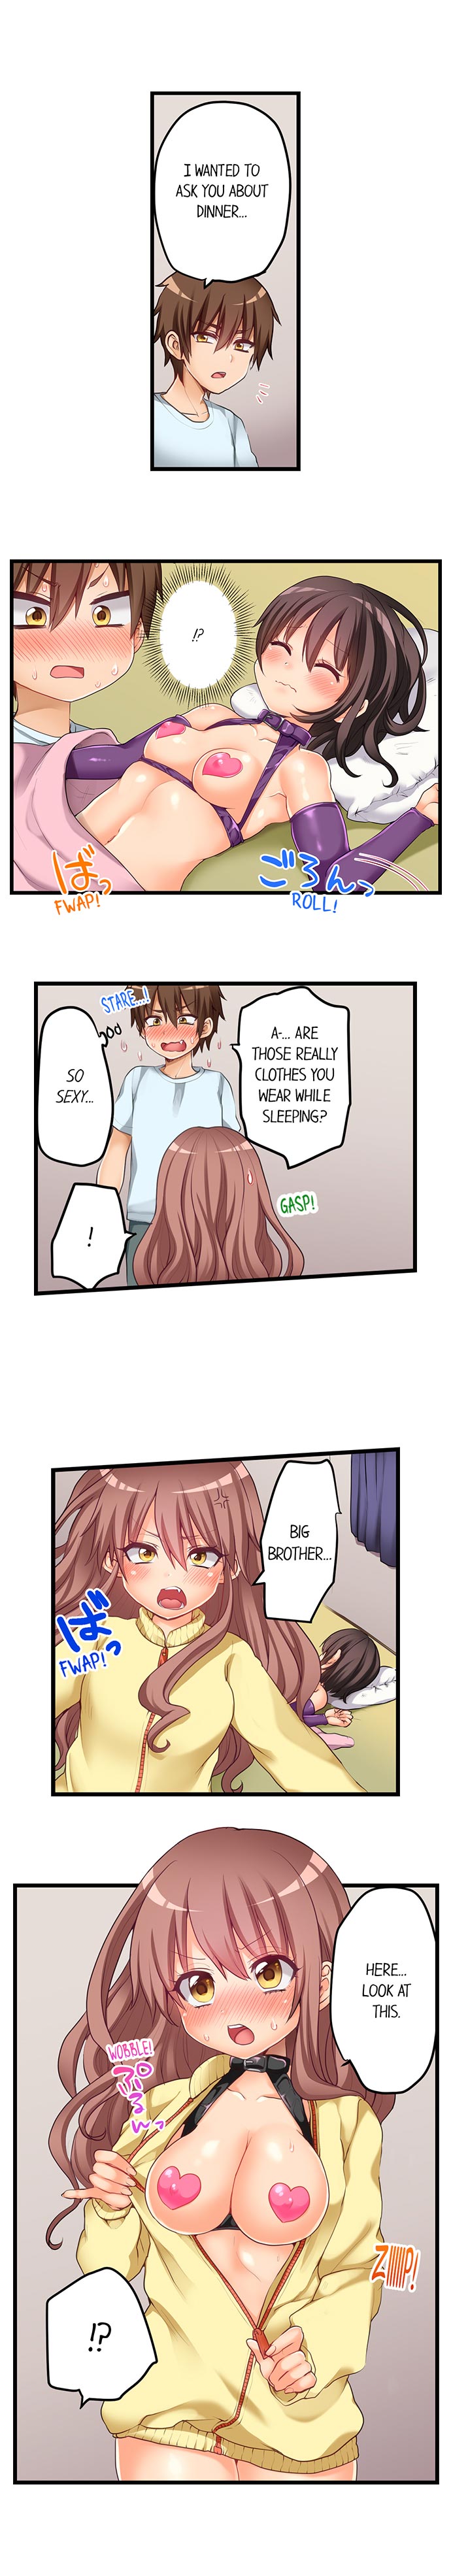 I WANTED TO
ASK YOU ABOUT
DINNER...
!?
ばっ
FWAP!
ごろんっ
ROLL!
STARE...!
SO
SEXY...
A-... ARE
THOSE REALLY
CLOTHES YOU
WEAR WHILE
SLEEPING?
GASP!
!
BIG
BROTHER...
ばっ
FWAP!
HERE...
LOOK AT
THIS.
WOBBLE!
ぷるんっ
ZIIIIP!
!?